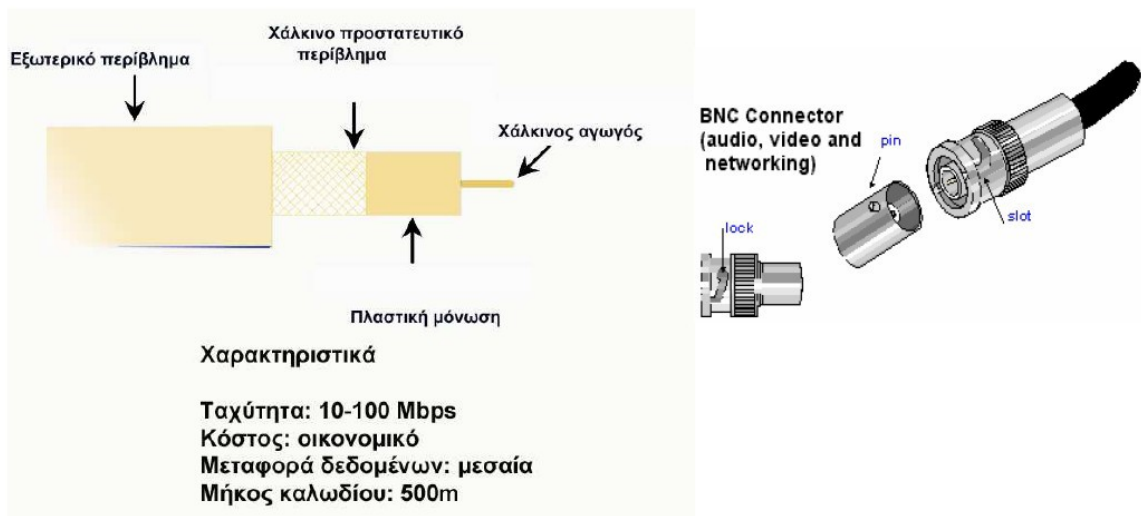 Χάλκινο προστατευτικό
περίβλημα
Εξωτερικό περίβλημα
Χάλκινος αγωγός
Πλαστική μόνωση
Χαρακτηριστικά
Ταχύτητα: 10-100 Mbps
Κόστος: οικονομικό
Μεταφορά δεδομένων: μεσαία
Μήκος καλωδίου: 500m
BNC Connector
(audio, video and
networking)
pin
slot
lock